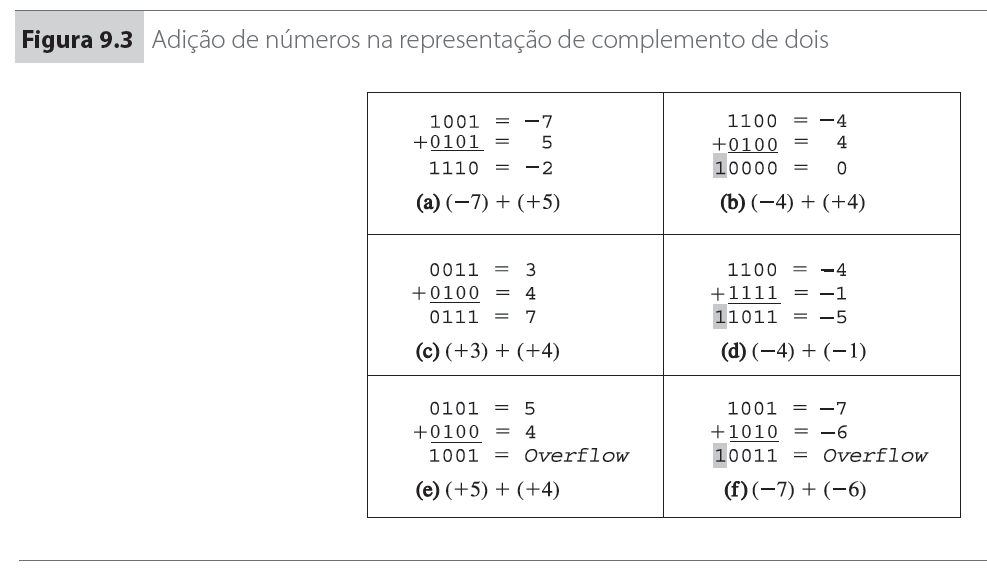 Figura 9.3 Adição de números na representação de complemento de dois
1001 = −7
+0101 = 5
1110 = −2
(a) (−7) + (+5)
1100 = −4
+0100 = 4
10000 = 0
(b) (−4) + (+4)
0011 = 3
+0100 = 4
0111 = 7
(c) (+3) + (+4)
1100 = −4
+1111 = −1
11011 = −5
(d) (−4) + (−1)
0101 = 5
+0100 = 4
1001 = Overflow
(e) (+5) + (+4)
1001 = −7
+1010 = −6
10011 = Overflow
(f) (−7) + (−6)